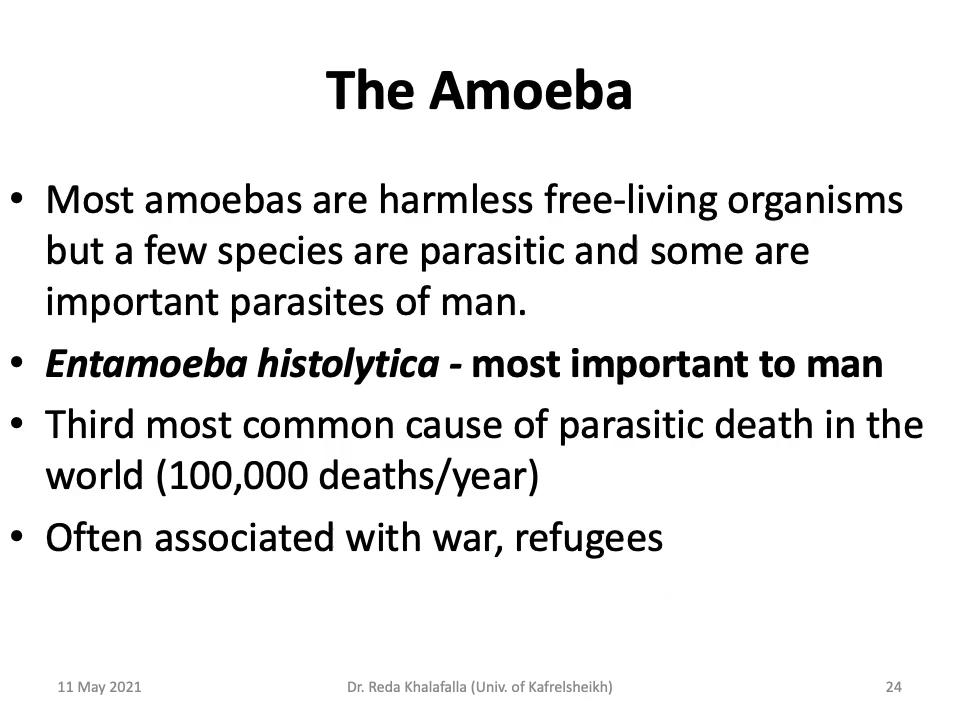 The Amoeba
• Most amoebas are harmless free-living organisms
but a few species are parasitic and some are
important parasites of man.
• Entamoeba histolytica - most important to man
• Third most common cause of parasitic death in the
world (100,000 deaths/year)
• Often associated with war, refugees
11 May 2021
Dr. Reda Khalafalla (Univ. of Kafrelsheikh)
24